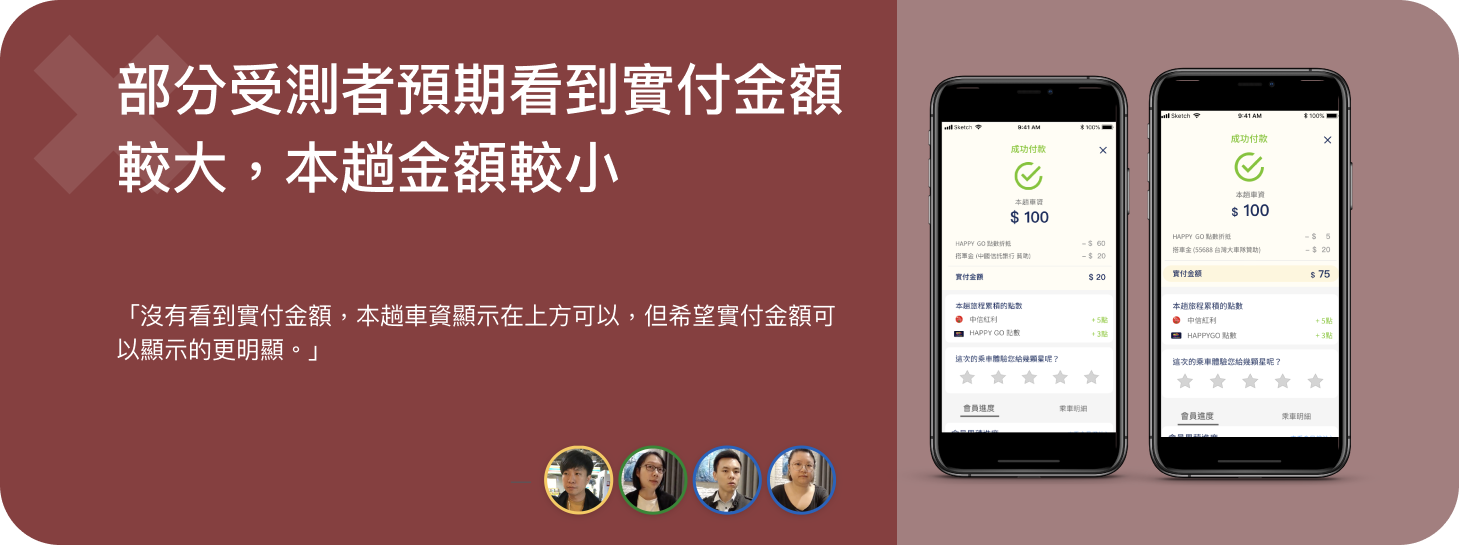 部分受測者預期看到實付金額
較大，本趟金額較小
「沒有看到實付金額，本趟車資顯示在上方可以，但希望實付金額可
以顯示的更明顯。」
Sketch 9:41 AM 100%
成功付款
本趟車資
$ 100
HAPPY GO 點數折抵 – $ 60
搭車金 (中國信託銀行 贊助) – $ 20
實付金額 $ 20
本趟旅程累積的點數
中信紅利 + 5點
HAPPY GO 點數 + 3點
這次的乘車體驗您給幾顆星呢？
會員進度 乘車明細
Sketch 9:41 AM 100%
成功付款
本趟車資
$ 100
HAPPY GO 點數折抵 – $ 5
搭車金 (55688 台灣大車隊贊助) – $ 20
實付金額 $ 75
本趟旅程累積的點數
中信紅利 + 5點
HAPPYGO 點數 + 3點
這次的乘車體驗您給幾顆星呢？
會員進度 乘車明細